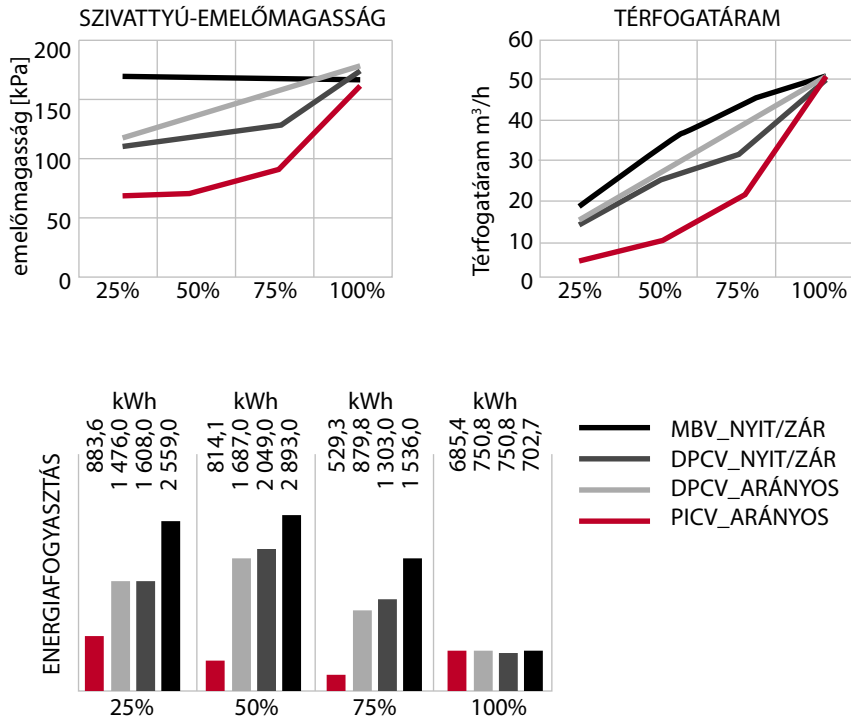 SZIVATTYÚ-EMELŐMAGASSÁG
emelőmagasság [kPa]
200
150
100
50
0
25% 50% 75% 100%
TÉRFOGATÁRAM
Térfogatáram m³/h
60
50
40
30
20
10
0
25% 50% 75% 100%
ENERGIAFOGYASZTÁS
kWh
883,6
1 476,0
1 608,0
2 559,0
25%
kWh
814,1
1 687,0
2 049,0
2 893,0
50%
kWh
529,3
879,8
1 303,0
1 536,0
75%
kWh
685,4
750,8
750,8
702,7
100%
MBV_NYIT/ZÁR
DPCV_NYIT/ZÁR
DPCV_ARÁNYOS
PICV_ARÁNYOS